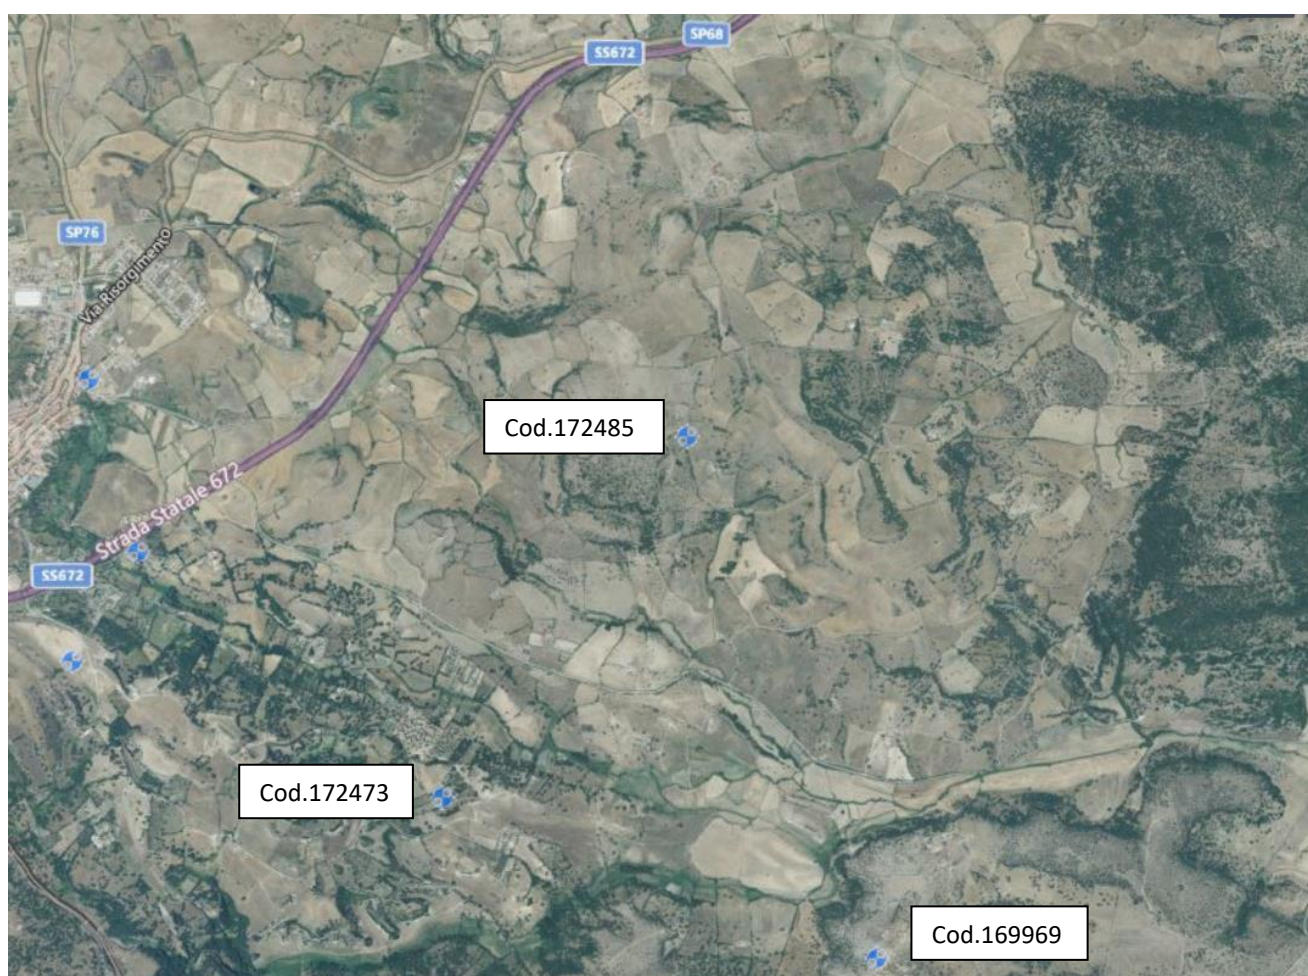 SP68
SS672
SP76
Via Risorgimento
Cod.172485
Strada Statale 672
SS672
Cod.172473
Cod.169969